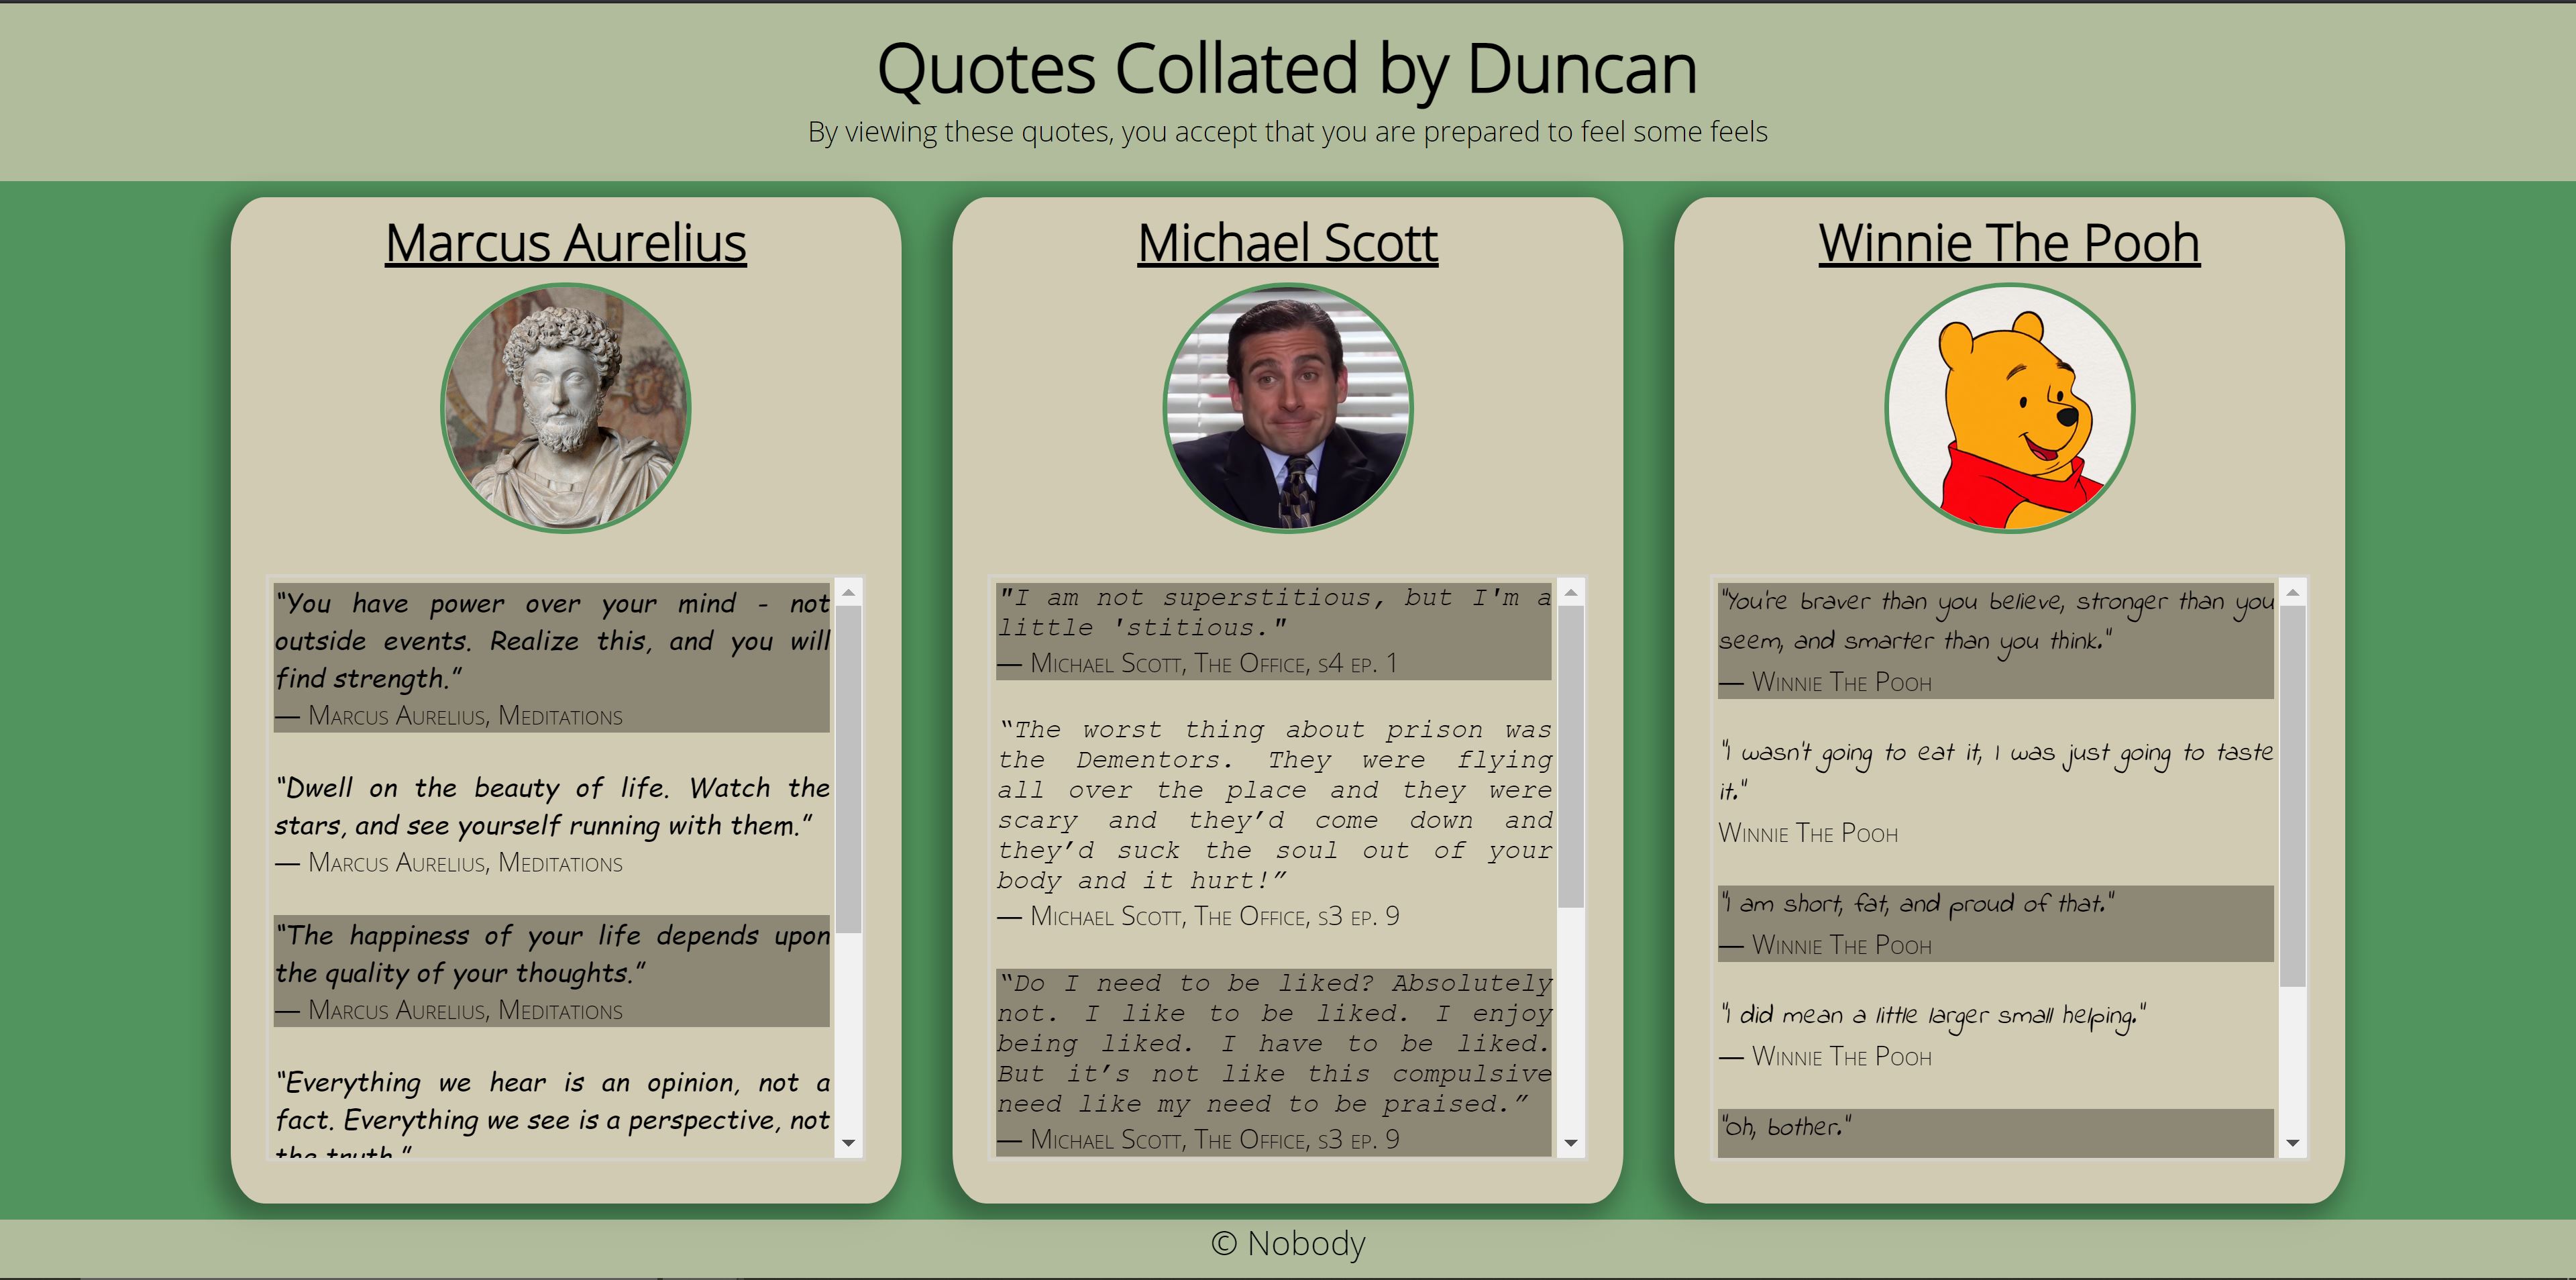 Quotes Collated by Duncan
By viewing these quotes, you accept that you are prepared to feel some feels
Marcus Aurelius
“You have power over your mind - not
outside events. Realize this, and you will
find strength.”
― Marcus Aurelius, Meditations
“Dwell on the beauty of life. Watch the
stars, and see yourself running with them.”
― Marcus Aurelius, Meditations
“The happiness of your life depends upon
the quality of your thoughts.”
― Marcus Aurelius, Meditations
“Everything we hear is an opinion, not a
fact. Everything we see is a perspective, not
the truth.”
Michael Scott
"I am not superstitious, but I'm a
little 'stitious."
― Michael Scott, The Office, s4 ep. 1
“The worst thing about prison was
the Dementors. They were flying
all over the place and they were
scary and they’d come down and
they’d suck the soul out of your
body and it hurt!”
― Michael Scott, The Office, s3 ep. 9
“Do I need to be liked? Absolutely
not. I like to be liked. I enjoy
being liked. I have to be liked.
But it’s not like this compulsive
need like my need to be praised.”
― Michael Scott, The Office, s3 ep. 9
Winnie The Pooh
"You're braver than you believe, stronger than you
seem, and smarter than you think."
― Winnie The Pooh
"I wasn't going to eat it, I was just going to taste
it."
Winnie The Pooh
"I am short, fat, and proud of that."
― Winnie The Pooh
"I did mean a little larger small helping."
― Winnie The Pooh
"Oh, bother."
© Nobody